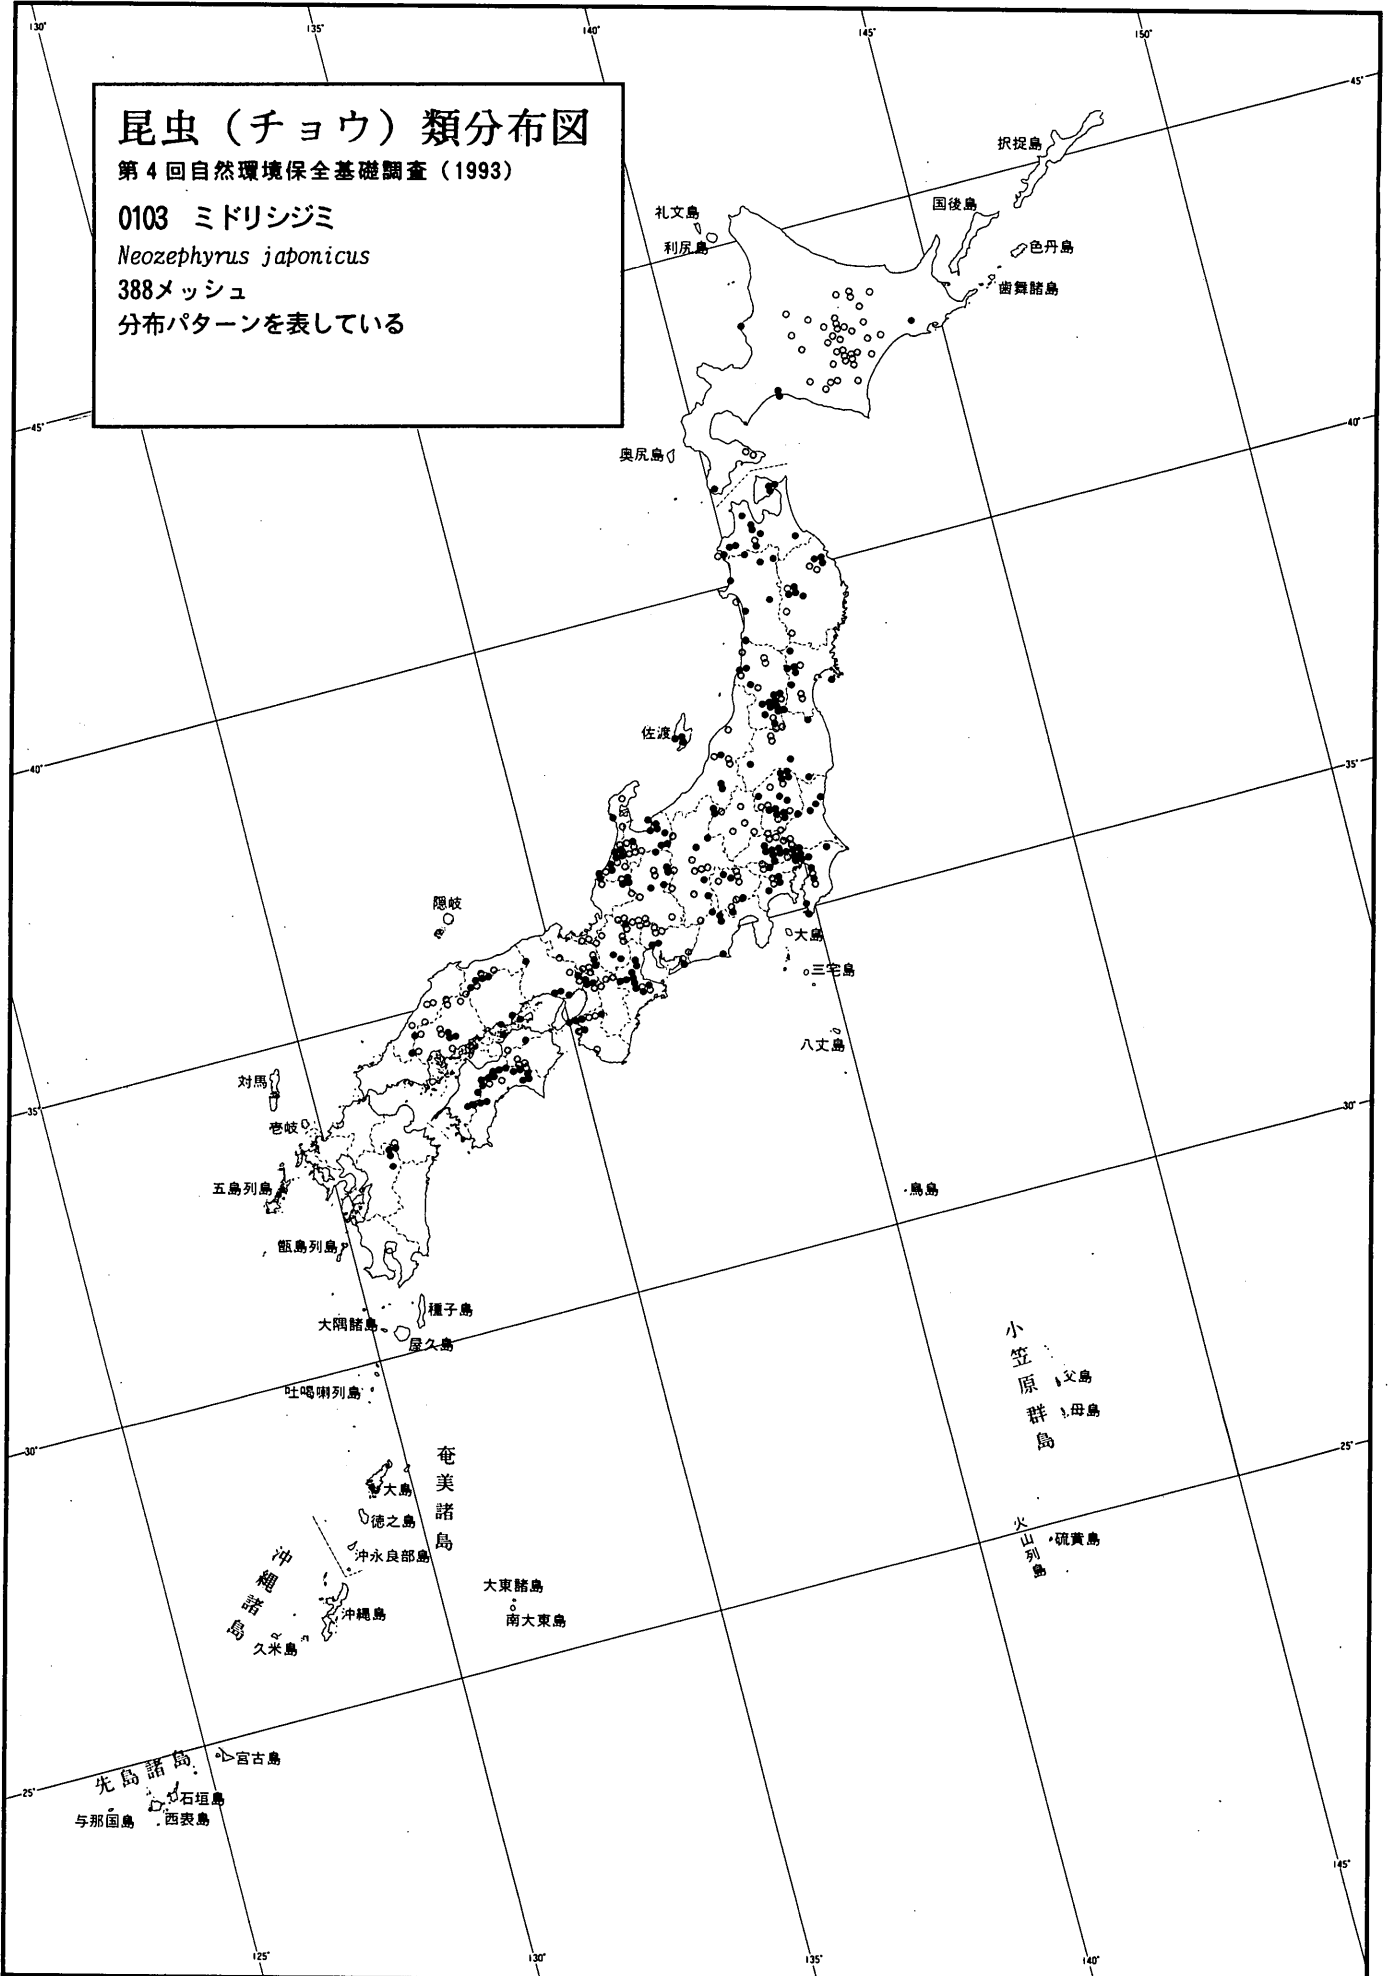 130°
135°
140°
145°
150°
昆虫（チョウ）類分布図
第4回自然環境保全基礎調査（1993）
0103　ミドリシジミ
Neozephyrus japonicus
388メッシュ
分布パターンを表している
45°
択捉島
礼文島
国後島
利尻島
色丹島
歯舞諸島
45°
40°
奥尻島
佐渡
40°
35°
隠岐
大島
三宅島
八丈島
対馬
35°
壱岐
30°
五島列島
鳥島
甑島列島
種子島
大隅諸島
屋久島
小笠原群島
吐噶喇列島
父島
母島
30°
25°
奄美諸島
大島
徳之島
火山列島
硫黄島
沖永良部島
沖縄諸島
大東諸島
沖縄島
南大東島
久米島
先島諸島
宮古島
25°
石垣島
与那国島
西表島
145°
125°
130°
135°
140°